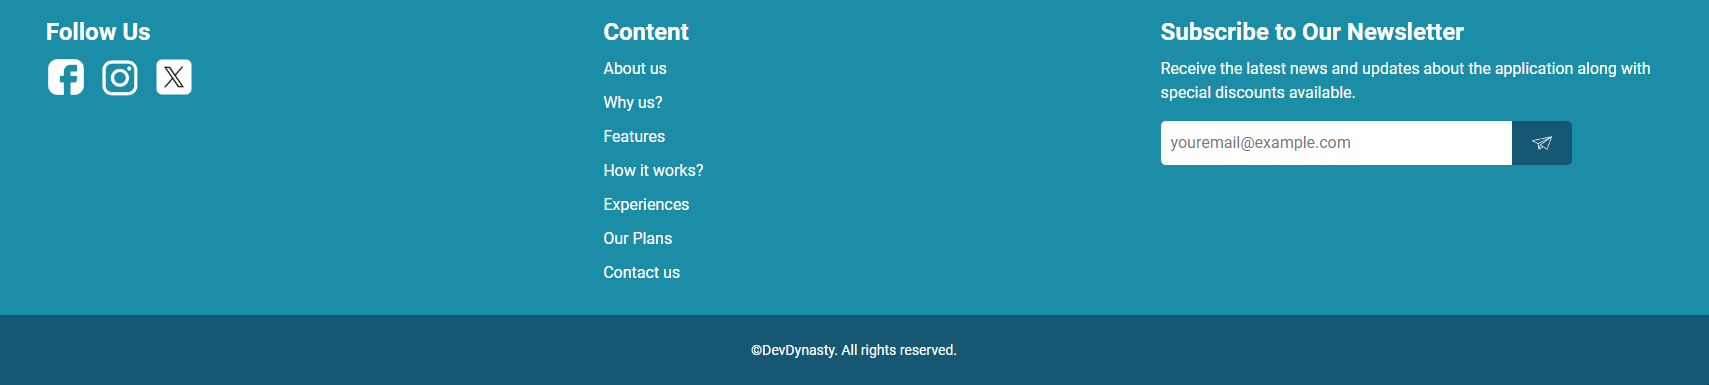 Follow Us
Content
About us
Why us?
Features
How it works?
Experiences
Our Plans
Contact us
Subscribe to Our Newsletter
Receive the latest news and updates about the application along with
special discounts available.
youremail@example.com
©DevDynasty. All rights reserved.